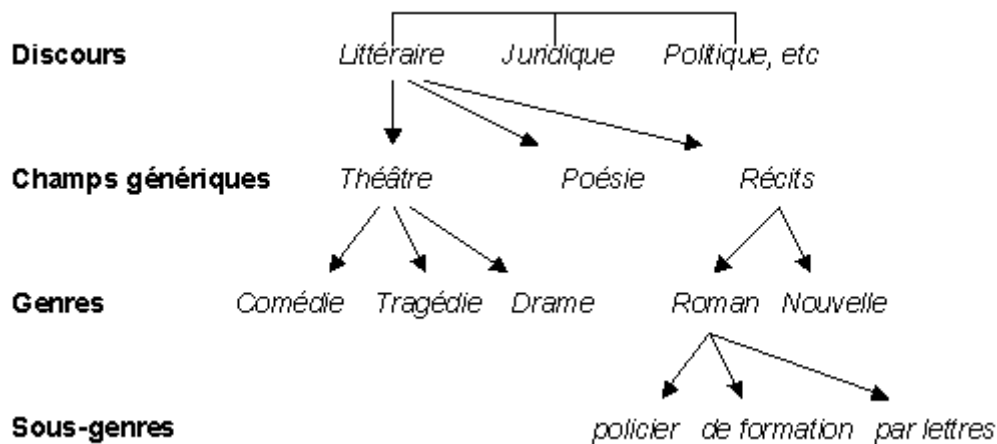 Discours Littéraire Juridique Politique, etc
Champs génériques Théâtre Poésie Récits
Genres Comédie Tragédie Drame Roman Nouvelle
Sous-genres policier de formation par lettres